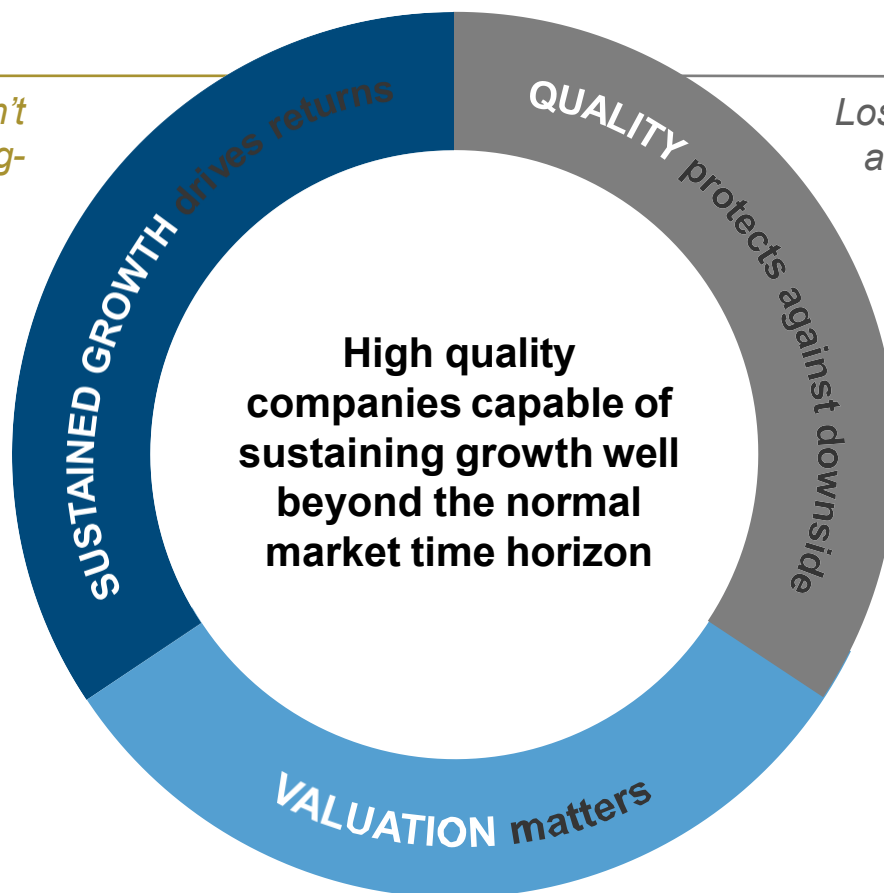 n't
g-
SUSTAINED GROWTH drives returns
QUALITY protects against downside
Los
a
High quality
companies capable of
sustaining growth well
beyond the normal
market time horizon
VALUATION matters